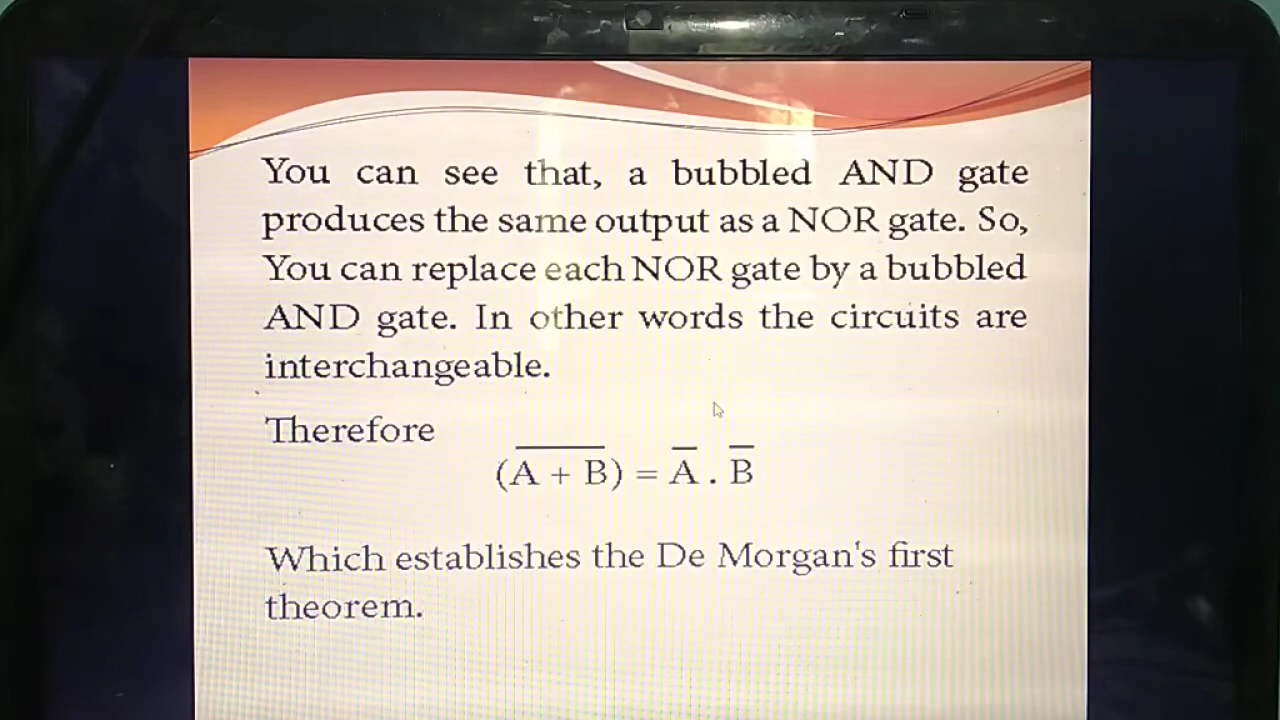 You can see that, a bubbled AND gate
produces the same output as a NOR gate. So,
You can replace each NOR gate by a bubbled
AND gate. In other words the circuits are
interchangeable.
Therefore
(A̅ ̅+̅ ̅B̅) = A̅ . B̅
Which establishes the De Morgan's first
theorem.